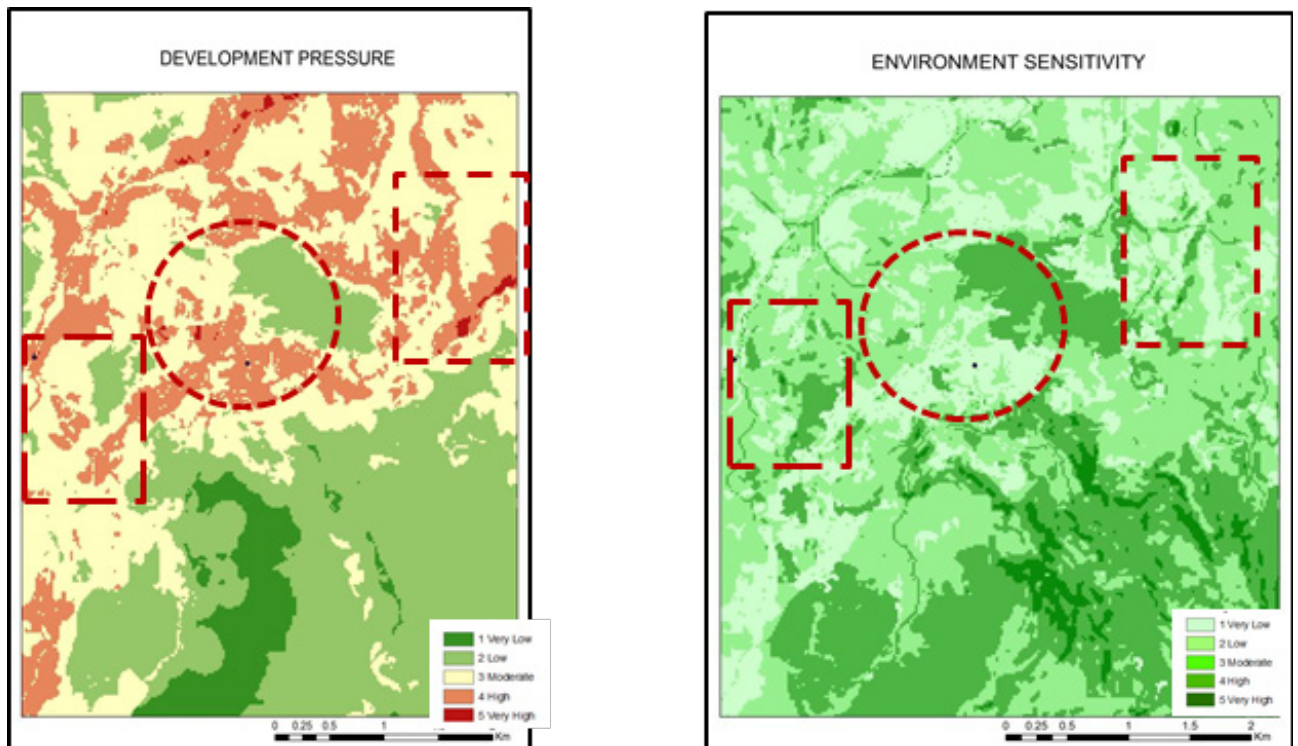 DEVELOPMENT PRESSURE
1 Very Low
2 Low
3 Moderate
4 High
5 Very High
0 0.25 0.5 1
Km
ENVIRONMENT SENSITIVITY
1 Very Low
2 Low
3 Moderate
4 High
5 Very High
0 0.25 0.5 1 1.5 2
Km